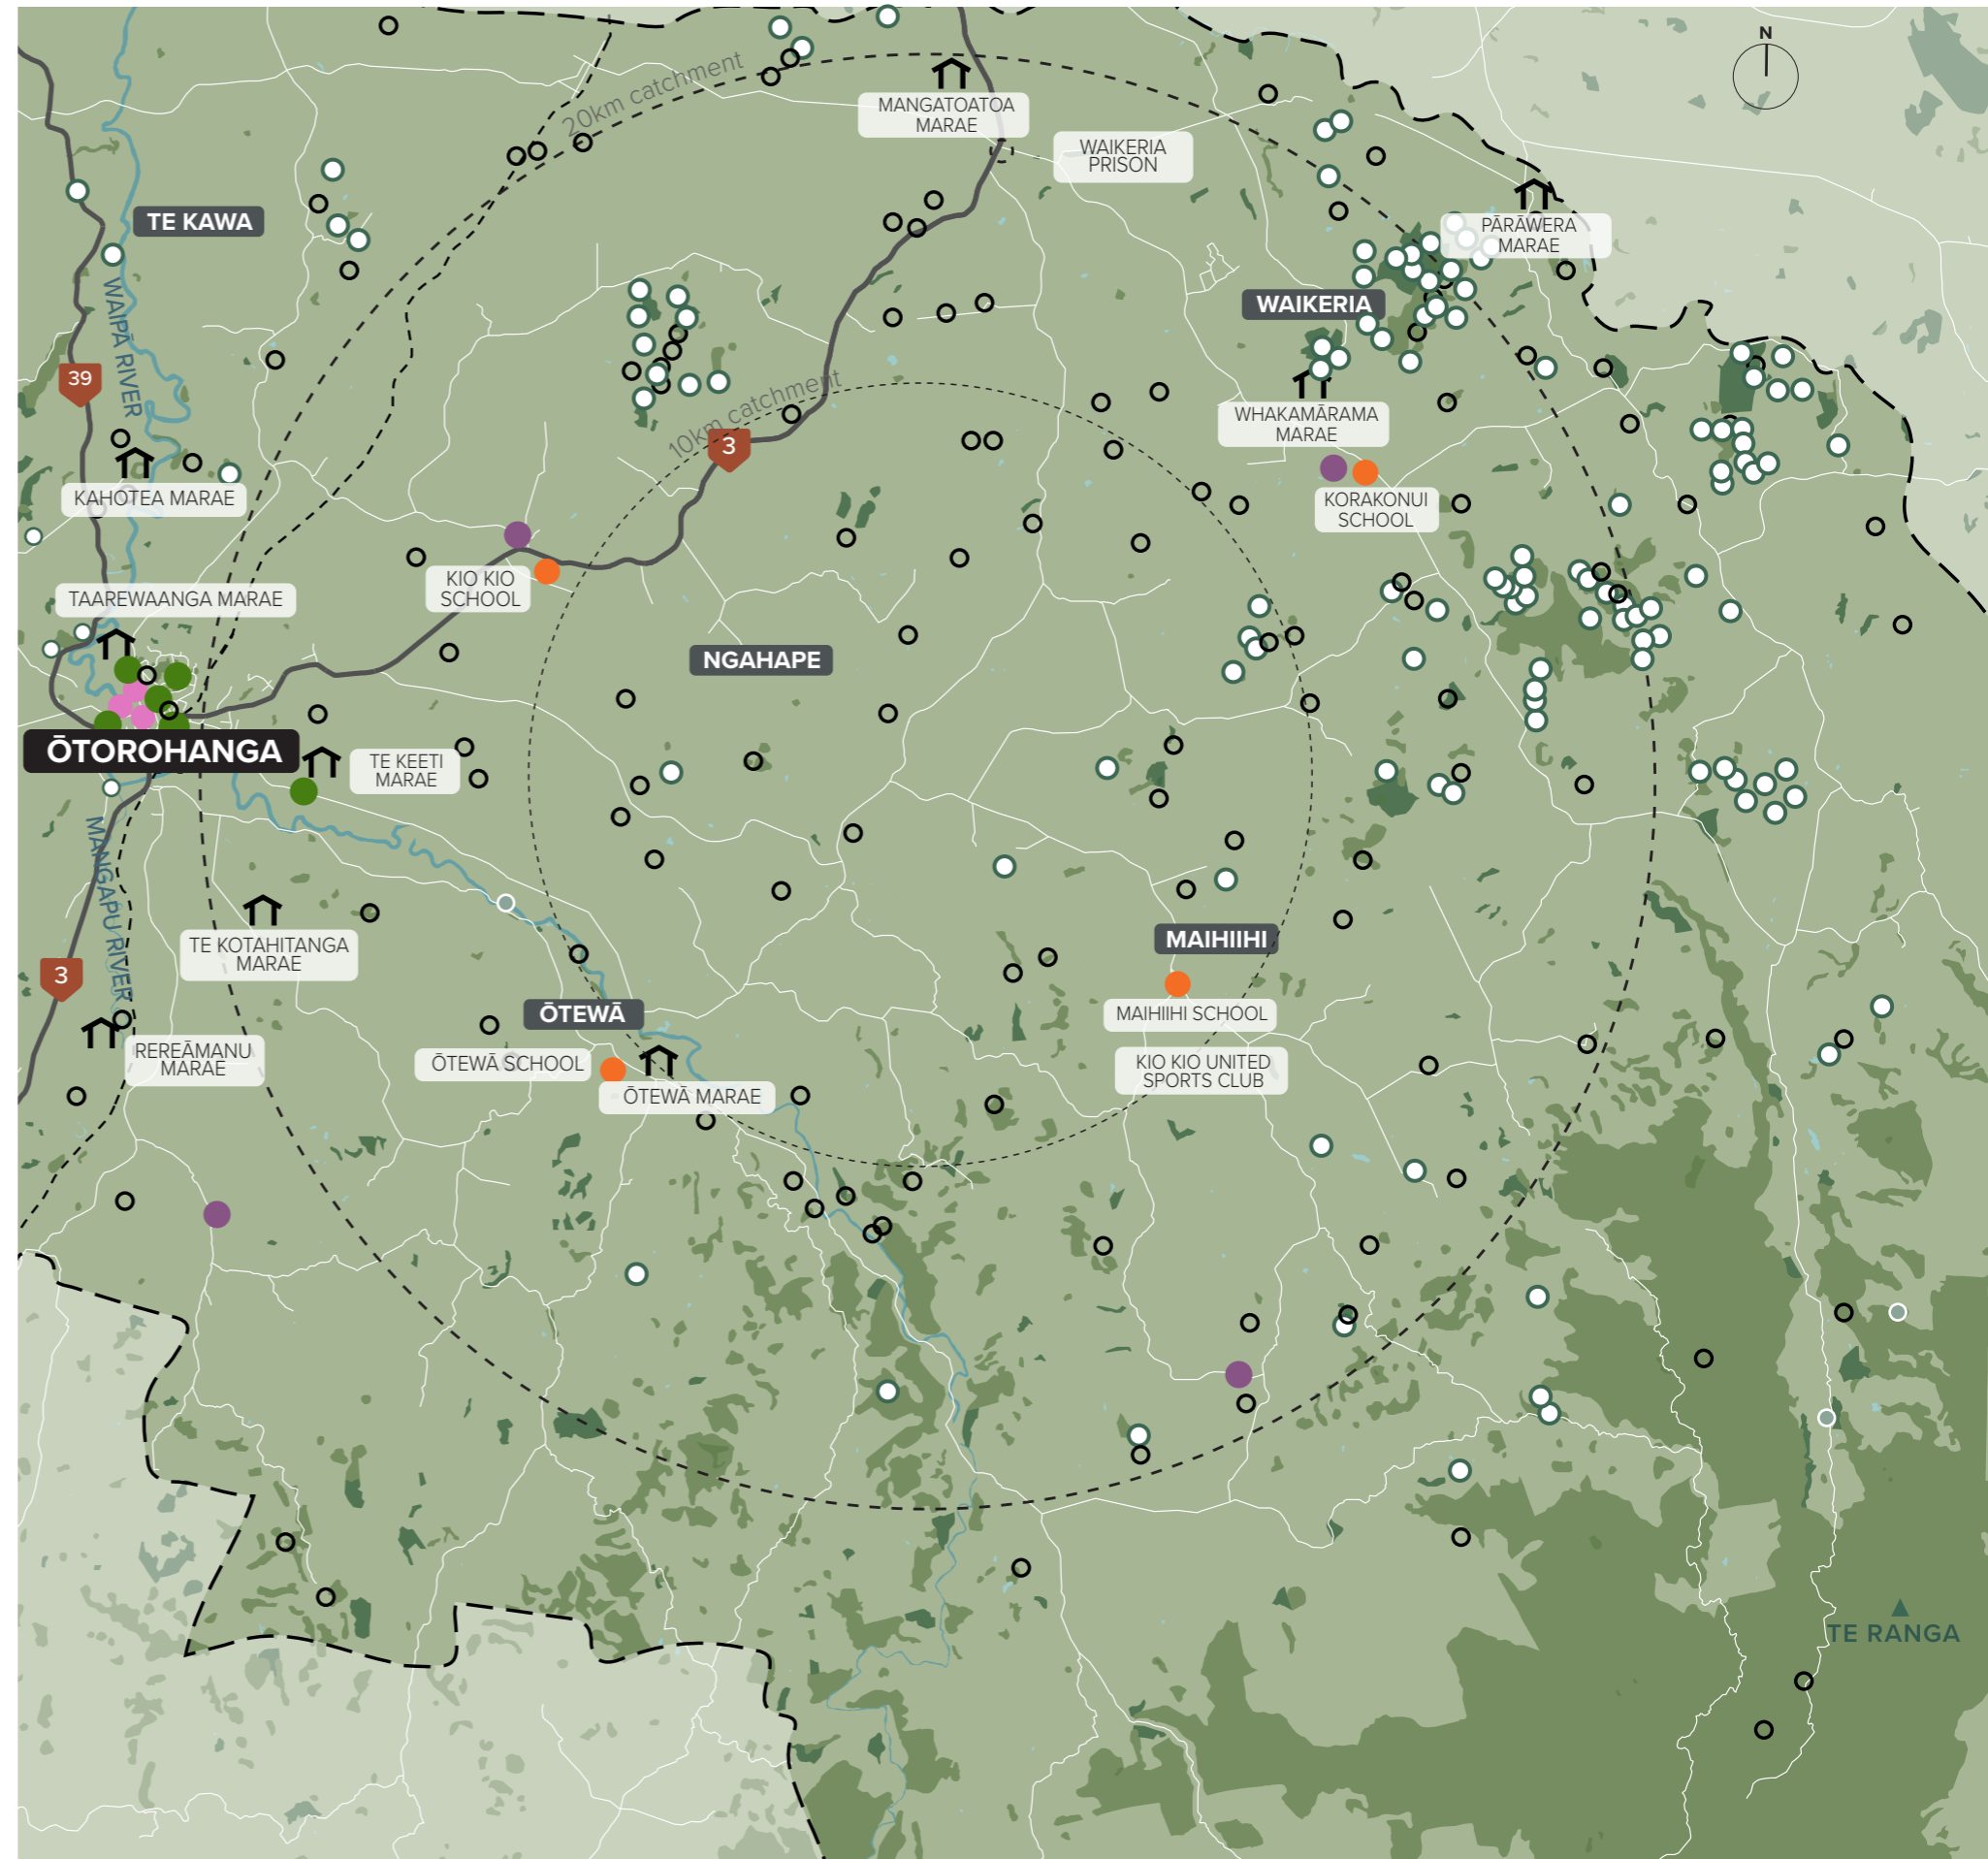 N
20km catchment
MANGATOATOA
MARAE
WAIKERIA
PRISON
TE KAWA
PĀRĀWERA
MARAE
WAIPĀ RIVER
WAIKERIA
39
10km catchment
3
WHAKAMĀRAMA
MARAE
KAHOTEA MARAE
KORAKONUI
SCHOOL
KIO KIO
SCHOOL
TAAREWAANGA MARAE
NGAHAPE
ŌTOROHANGA
TE KEETI
MARAE
MANGAPU RIVER
TE KOTAHITANGA
MARAE
MAIHIIHI
3
ŌTEWĀ
MAIHIIHI SCHOOL
REREĀMANU
MARAE
ŌTEWĀ SCHOOL
KIO KIO UNITED
SPORTS CLUB
ŌTEWĀ MARAE
TE RANGA